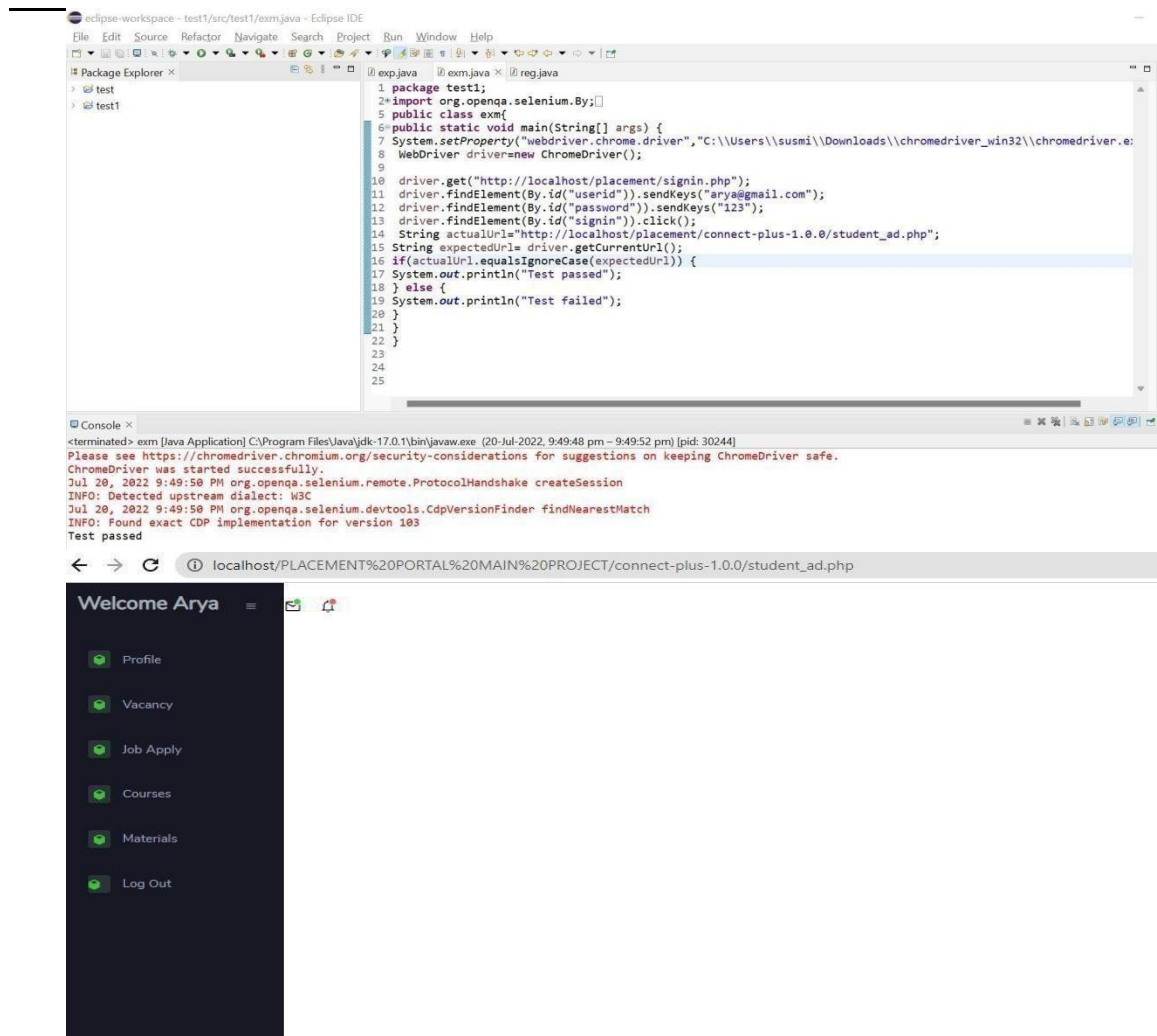 eclipse-workspace - test1/src/test1/exm.java - Eclipse IDE
File Edit Source Refactor Navigate Search Project Run Window Help
Package Explorer ×
exp.java exm.java × reg.java
test
test1
1 package test1;
2 import org.openqa.selenium.By;
5 public class exm{
6 public static void main(String[] args) {
7 System.setProperty("webdriver.chrome.driver","C:\\Users\\susmi\\Downloads\\chromedriver_win32\\chromedriver.e
8 WebDriver driver=new ChromeDriver();
9
10 driver.get("http://localhost/placement/signin.php");
11 driver.findElement(By.id("userid")).sendKeys("arya@gmail.com");
12 driver.findElement(By.id("password")).sendKeys("123");
13 driver.findElement(By.id("signin")).click();
14 String actualUrl="http://localhost/placement/connect-plus-1.0.0/student_ad.php";
15 String expectedUrl= driver.getCurrentUrl();
16 if(actualUrl.equalsIgnoreCase(expectedUrl)) {
17 System.out.println("Test passed");
18 } else {
19 System.out.println("Test failed");
20 }
21 }
22 }
23
24
25
Console ×
<terminated> exm [Java Application] C:\Program Files\Java\jdk-17.0.1\bin\javaw.exe (20-Jul-2022, 9:49:48 pm – 9:49:52 pm) [pid: 30244]
Please see https://chromedriver.chromium.org/security-considerations for suggestions on keeping ChromeDriver safe.
ChromeDriver was started successfully.
Jul 20, 2022 9:49:50 PM org.openqa.selenium.remote.ProtocolHandshake createSession
INFO: Detected upstream dialect: W3C
Jul 20, 2022 9:49:50 PM org.openqa.selenium.devtools.CdpVersionFinder findNearestMatch
INFO: Found exact CDP implementation for version 103
Test passed
localhost/PLACEMENT%20PORTAL%20MAIN%20PROJECT/connect-plus-1.0.0/student_ad.php
Welcome Arya
Profile
Vacancy
Job Apply
Courses
Materials
Log Out